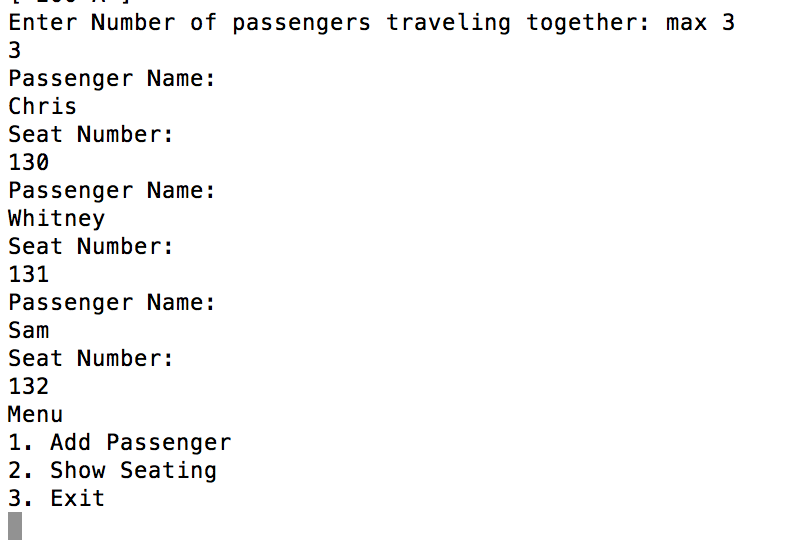 Enter Number of passengers traveling together: max 3
3
Passenger Name:
Chris
Seat Number:
130
Passenger Name:
Whitney
Seat Number:
131
Passenger Name:
Sam
Seat Number:
132
Menu
1. Add Passenger
2. Show Seating
3. Exit